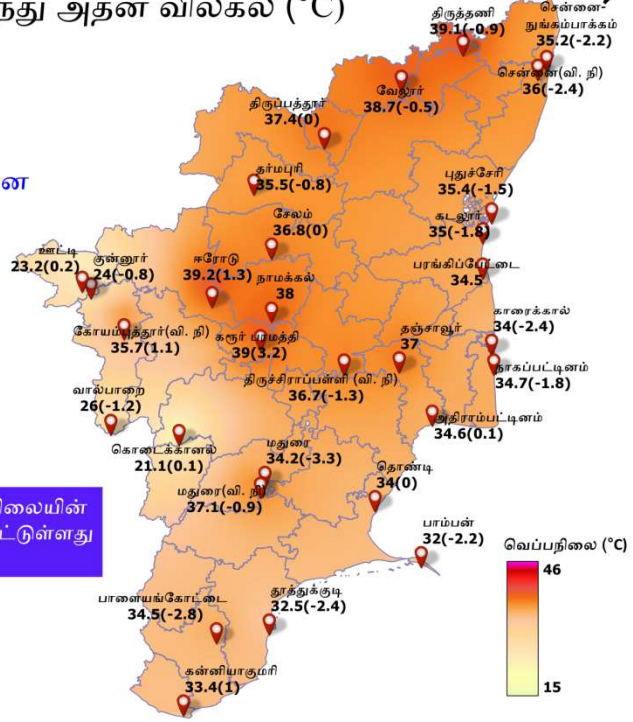 ந்து அதன் விலகல் (°C)
சென்னை-
நுங்கம்பாக்கம்
35.2(-2.2)
திருத்தணி
39.1(-0.9)
சென்னை(வி. நி)
36(-2.4)
வேலூர்
38.7(-0.5)
திருப்பத்தூர்
37.4(0)
ன
தர்மபுரி
35.5(-0.8)
புதுச்சேரி
35.4(-1.5)
சேலம்
36.8(0)
கடலூர்
35(-1.8)
ஊட்டி
23.2(0.2)
குன்னூர்
24(-0.8)
ஈரோடு
39.2(1.3)
நாமக்கல்
38
பரங்கிப்பேட்டை
34.5
காரைக்கால்
34(-2.4)
கோயம்புத்தூர்(வி. நி)
35.7(1.1)
கரூர் பரமத்தி
39(3.2)
தஞ்சாவூர்
37
திருச்சிராப்பள்ளி (வி. நி)
36.7(-1.3)
நாகப்பட்டினம்
34.7(-1.8)
வால்பாறை
26(-1.2)
அதிராம்பட்டினம்
34.6(0.1)
கொடைக்கானல்
21.1(0.1)
மதுரை
34.2(-3.3)
மதுரை(வி. நி)
37.1(-0.9)
தொண்டி
34(0)
நிலையின்
ட்டுள்ளது
பாம்பன்
32(-2.2)
வெப்பநிலை (°C)
46
15
பாளையங்கோட்டை
34.5(-2.8)
தூத்துக்குடி
32.5(-2.4)
கன்னியாகுமரி
33.4(1)